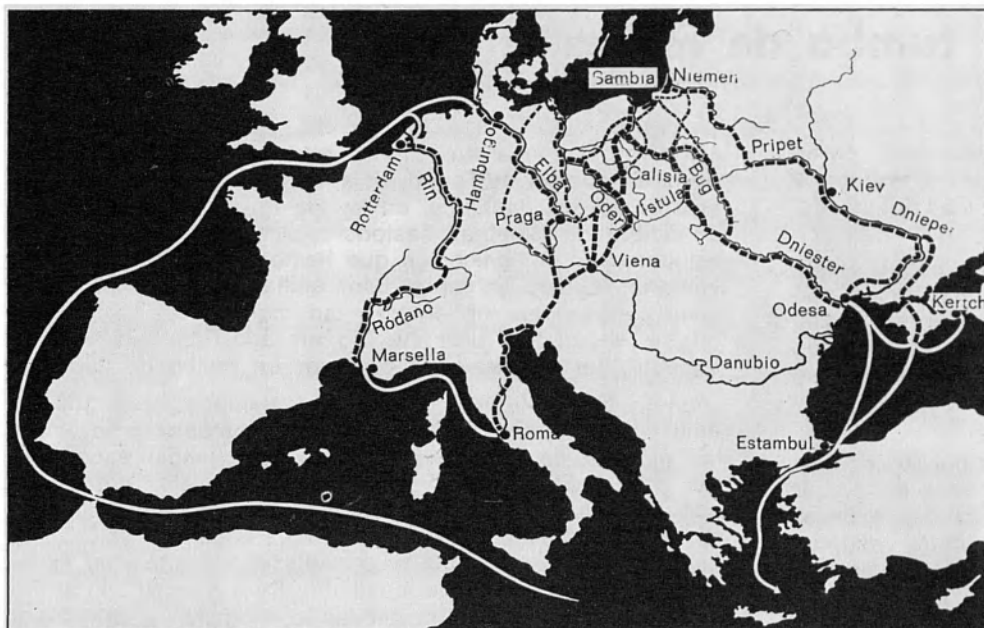 Sambia
Niemen
Pripet
Kiev
Dnieper
Hamburgo
Rotterdam
Rin
Elba
Oder
Calisia
Bug
Vístula
Praga
Viena
Dniester
Odesa
Kertch
Ródano
Marsella
Danubio
Roma
Estambul